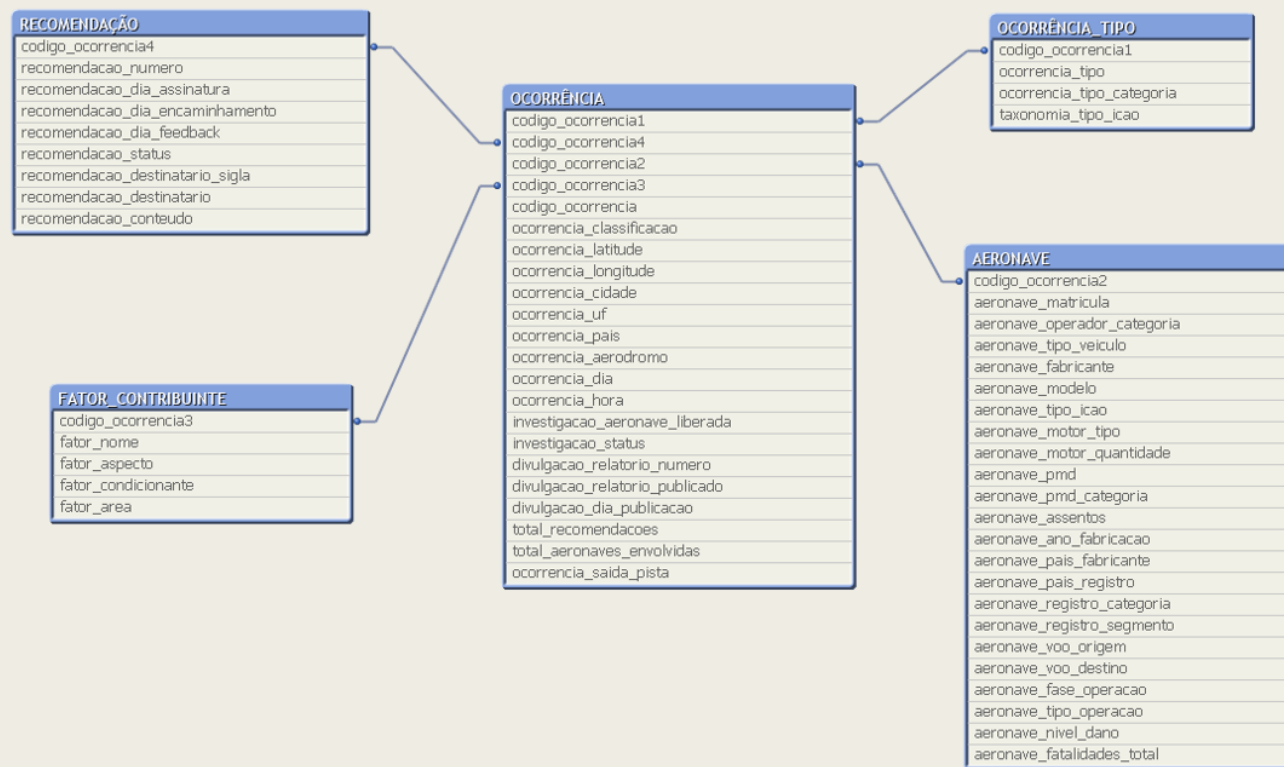 RECOMENDAÇÃO
codigo_ocorrencia4
recomendacao_numero
recomendacao_dia_assinatura
recomendacao_dia_encaminhamento
recomendacao_dia_feedback
recomendacao_status
recomendacao_destinatario_sigla
recomendacao_destinatario
recomendacao_conteudo
FATOR_CONTRIBUINTE
codigo_ocorrencia3
fator_nome
fator_aspecto
fator_condicionante
fator_area
OCORRÊNCIA
codigo_ocorrencia1
codigo_ocorrencia4
codigo_ocorrencia2
codigo_ocorrencia3
codigo_ocorrencia
ocorrencia_classificacao
ocorrencia_latitude
ocorrencia_longitude
ocorrencia_cidade
ocorrencia_uf
ocorrencia_pais
ocorrencia_aerodromo
ocorrencia_dia
ocorrencia_hora
investigacao_aeronave_liberada
investigacao_status
divulgacao_relatorio_numero
divulgacao_relatorio_publicado
divulgacao_dia_publicacao
total_recomendacoes
total_aeronaves_envolvidas
ocorrencia_saida_pista
OCORRÊNCIA_TIPO
codigo_ocorrencia1
ocorrencia_tipo
ocorrencia_tipo_categoria
taxonomia_tipo_icao
AERONAVE
codigo_ocorrencia2
aeronave_matricula
aeronave_operador_categoria
aeronave_tipo_veiculo
aeronave_fabricante
aeronave_modelo
aeronave_tipo_icao
aeronave_motor_tipo
aeronave_motor_quantidade
aeronave_pmd
aeronave_pmd_categoria
aeronave_assentos
aeronave_ano_fabricacao
aeronave_pais_fabricante
aeronave_pais_registro
aeronave_registro_categoria
aeronave_registro_segmento
aeronave_voo_origem
aeronave_voo_destino
aeronave_fase_operacao
aeronave_tipo_operacao
aeronave_nivel_dano
aeronave_fatalidades_total